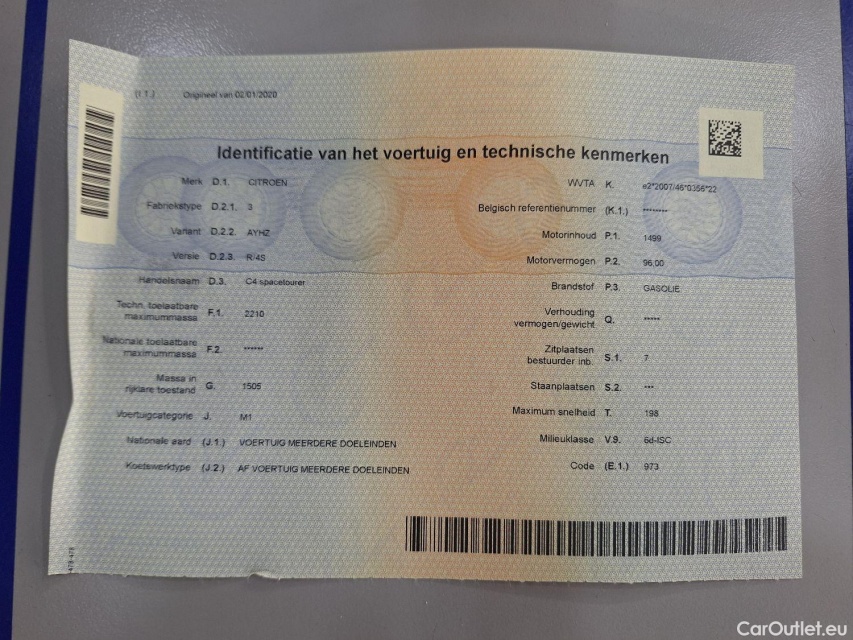 (I.1.) Origineel van 02/01/2020
Identificatie van het voertuig en technische kenmerken
Merk D.1. CITROEN
Fabriekstype D.2.1. 3
Variant D.2.2. AYHZ
Versie D.2.3. R/4S
Handelsnaam D.3. C4 spacetourer
Techn. toelaatbare
maximummassa F.1. 2210
Nationale toelaatbare
maximummassa F.2. ******
Massa in
rijklare toestand G. 1505
Voertuigcategorie J. M1
Nationale aard (J.1.) VOERTUIG MEERDERE DOELEINDEN
Koetswerktype (J.2.) AF VOERTUIG MEERDERE DOELEINDEN
WVTA K. e2*2007/46*0356*22
Belgisch referentienummer (K.1.) ********
Motorinhoud P.1. 1499
Motorvermogen P.2. 96.00
Brandstof P.3. GASOLIE
Verhouding
vermogen/gewicht Q. *****
Zitplaatsen
bestuurder inb. S.1. 7
Staanplaatsen S.2. ***
Maximum snelheid T. 198
Milieuklasse V.9. 6d-ISC
Code (E.1.) 973
CarOutlet.eu